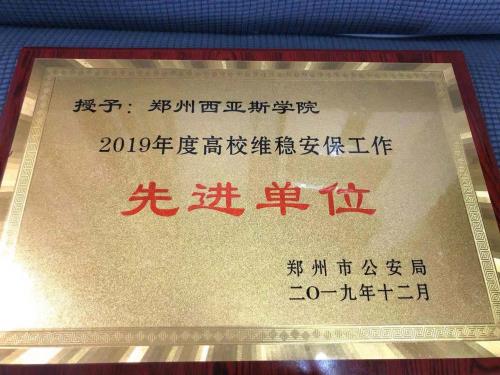 授予：郑州西亚斯学院
2019年度高校维稳安保工作
先进单位
郑州市公安局
二〇一九年十二月